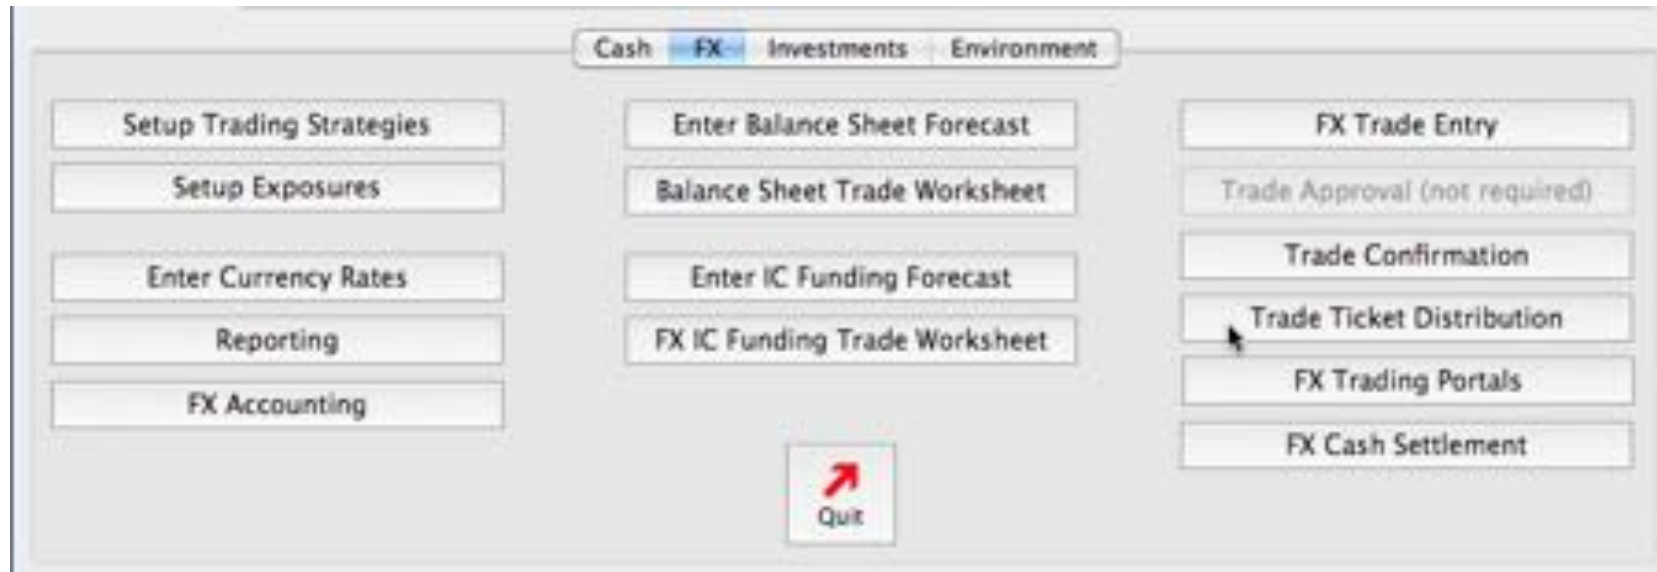 Cash FX Investments Environment
Setup Trading Strategies
Setup Exposures
Enter Currency Rates
Reporting
FX Accounting
Enter Balance Sheet Forecast
Balance Sheet Trade Worksheet
Enter IC Funding Forecast
FX IC Funding Trade Worksheet
Quit
FX Trade Entry
Trade Approval (not required)
Trade Confirmation
Trade Ticket Distribution
FX Trading Portals
FX Cash Settlement